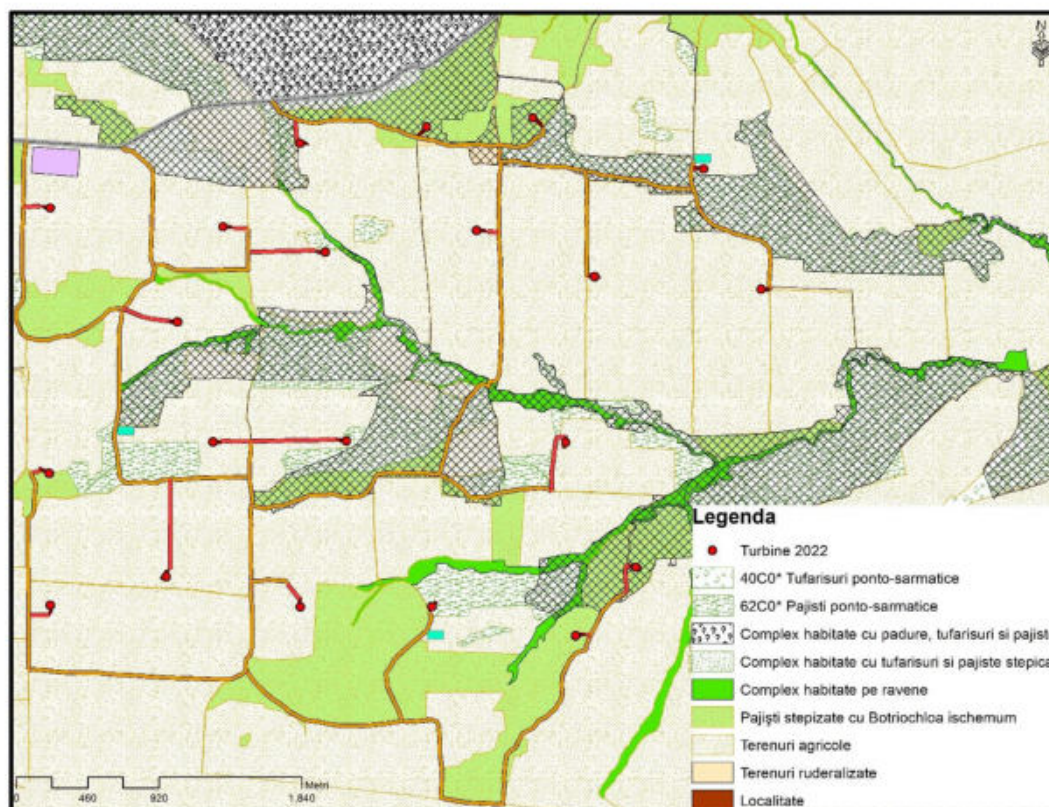 N
Metri
0 460 920 1,840
Legenda
Turbine 2022
40C0* Tufarisuri ponto-sarmatice
62C0* Pajisti ponto-sarmatice
Complex habitate cu padure, tufarisuri si pajiste
Complex habitate cu tufarisuri si pajiste stepica
Complex habitate pe ravene
Pajişti stepizate cu Botriochloa ischemum
Terenuri agricole
Terenuri ruderalizate
Localitate